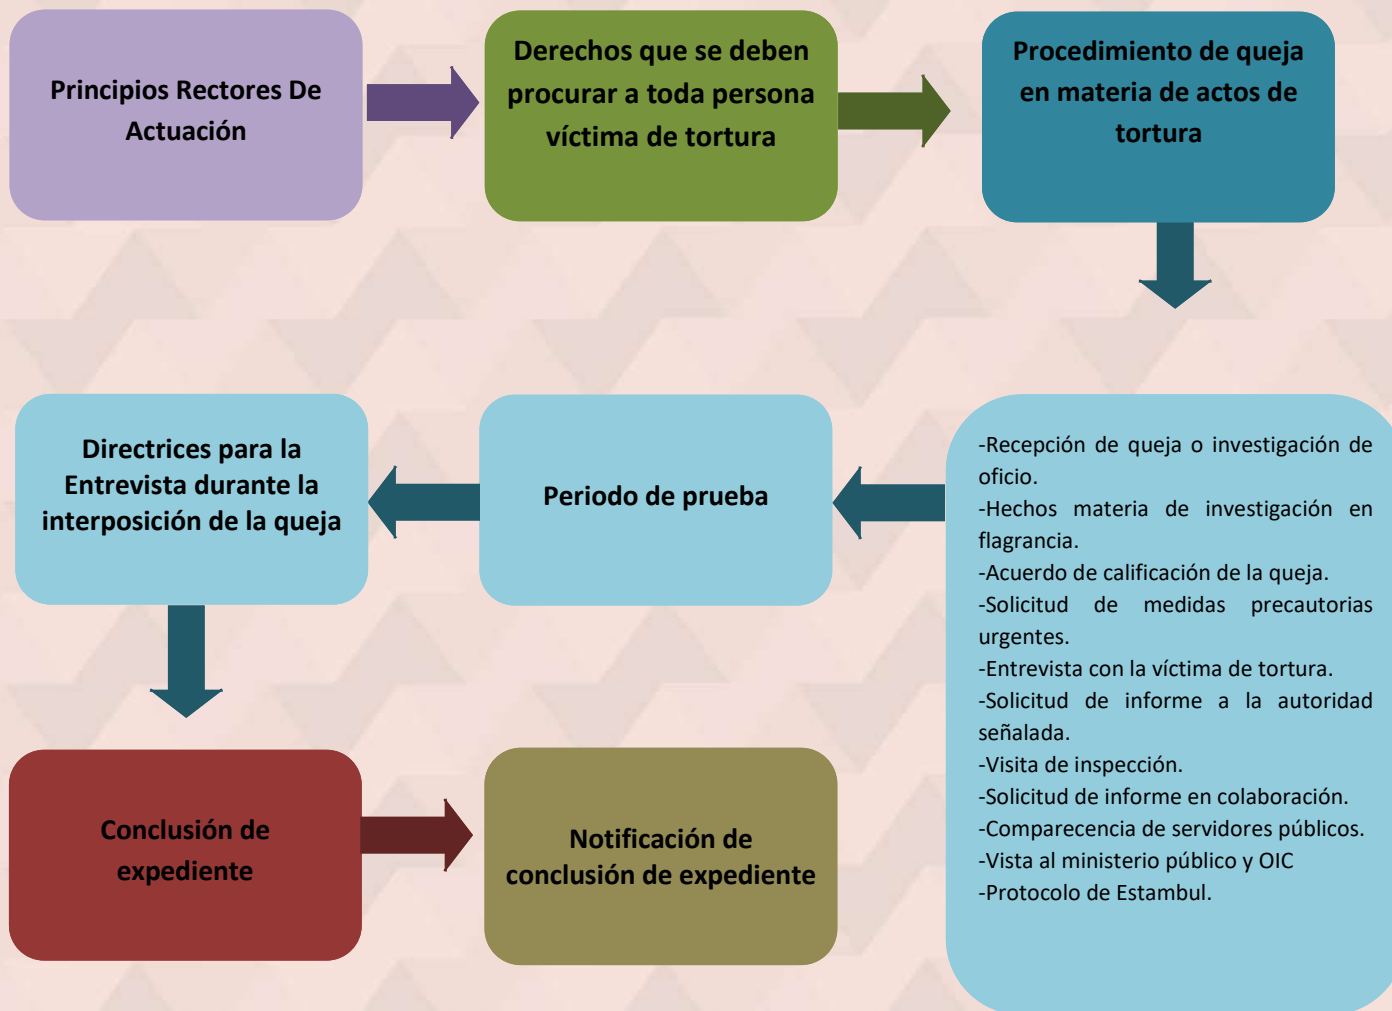 Principios Rectores De
Actuación
Derechos que se deben
procurar a toda persona
víctima de tortura
Procedimiento de queja
en materia de actos de
tortura
-Recepción de queja o investigación de
oficio.
-Hechos materia de investigación en
flagrancia.
-Acuerdo de calificación de la queja.
-Solicitud de medidas precautorias
urgentes.
-Entrevista con la víctima de tortura.
-Solicitud de informe a la autoridad
señalada.
-Visita de inspección.
-Solicitud de informe en colaboración.
-Comparecencia de servidores públicos.
-Vista al ministerio público y OIC
-Protocolo de Estambul.
Periodo de prueba
Directrices para la
Entrevista durante la
interposición de la queja
Conclusión de
expediente
Notificación de
conclusión de expediente